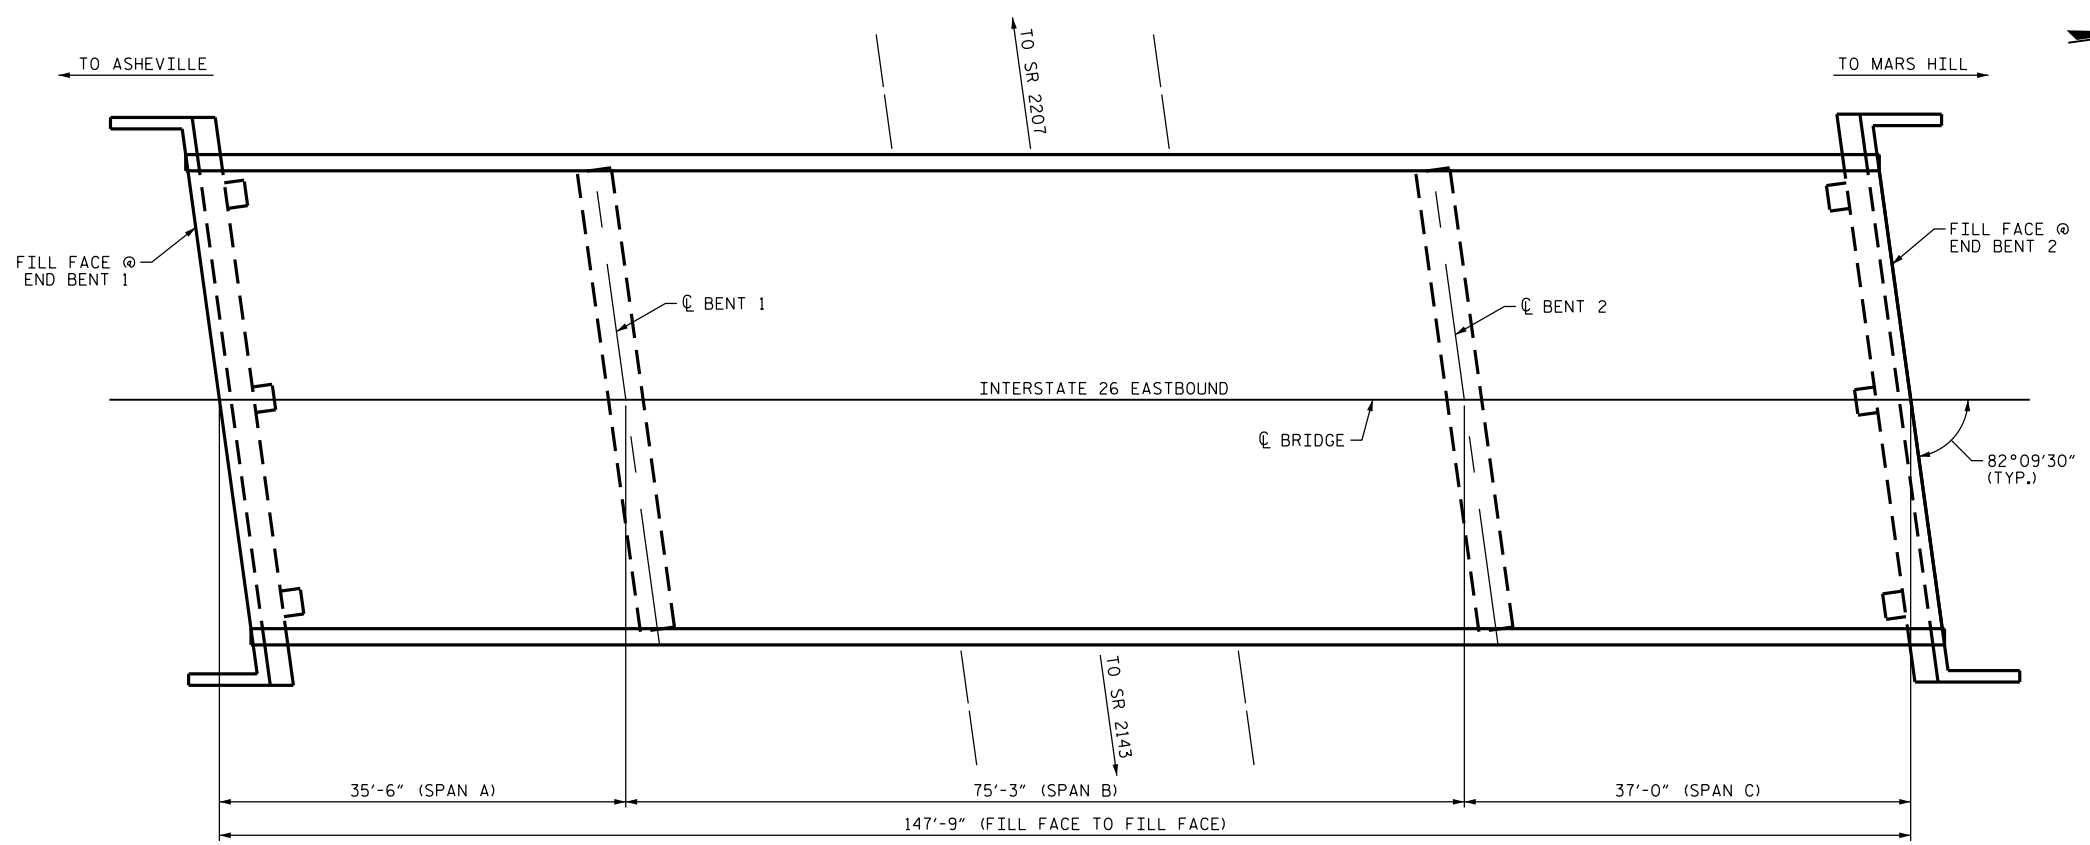 TO ASHEVILLE
TO SR 2207
TO MARS HILL
FILL FACE @
END BENT 1
FILL FACE @
END BENT 2
℄ BENT 1
℄ BENT 2
INTERSTATE 26 EASTBOUND
℄ BRIDGE
82°09'30"
(TYP.)
TO SR 2143
35'-6" (SPAN A)
75'-3" (SPAN B)
37'-0" (SPAN C)
147'-9" (FILL FACE TO FILL FACE)